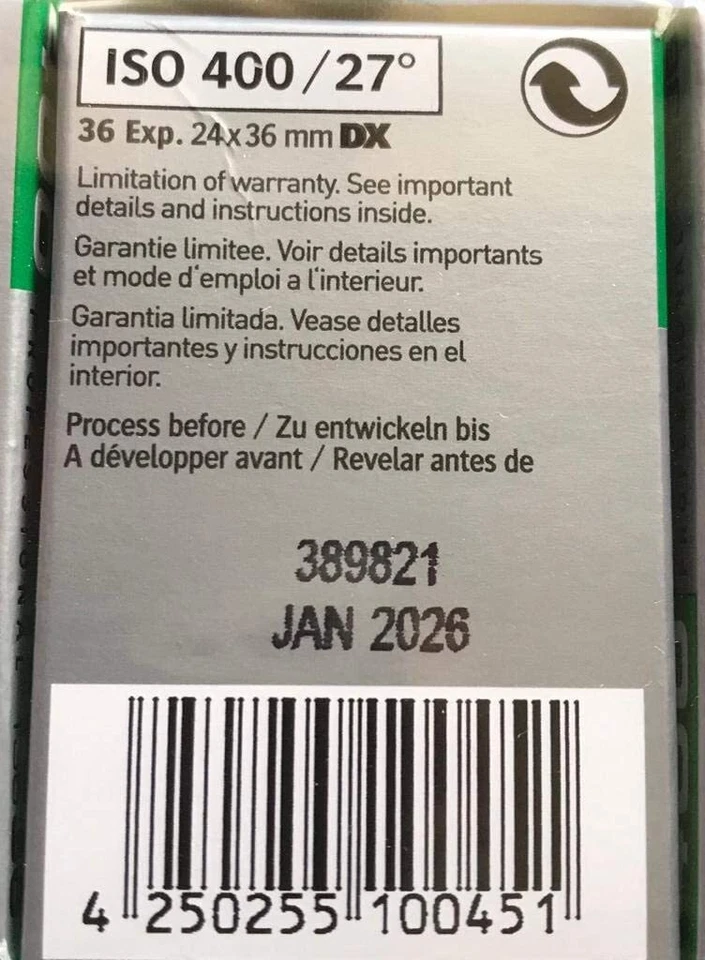 ISO 400/27°
36 Exp. 24x36 mm DX
Limitation of warranty. See important
details and instructions inside.
Garantie limitee. Voir details importants
et mode d'emploi a l'interieur.
Garantia limitada. Vease detalles
importantes y instrucciones en el
interior.
Process before / Zu entwickeln bis
A développer avant / Revelar antes de
389821
JAN 2026
4 250255 100451